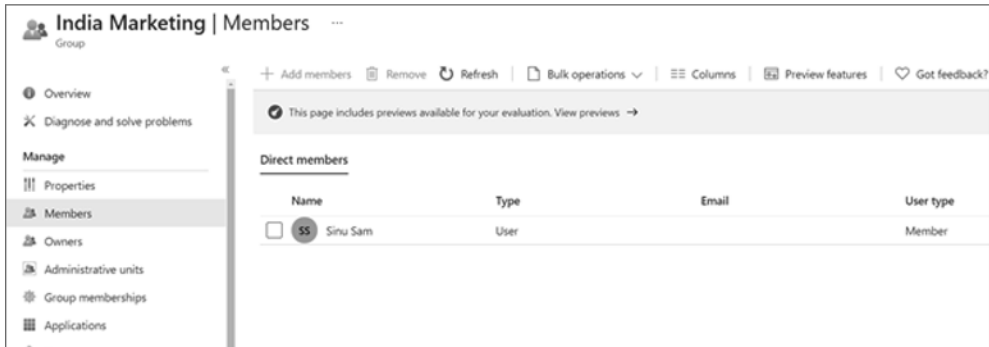 India Marketing | Members ...
Group
+ Add members Remove Refresh Bulk operations Columns Preview features Got feedback?
This page includes previews available for your evaluation. View previews →
Overview
Diagnose and solve problems
Manage
Properties
Members
Owners
Administrative units
Group memberships
Applications
Direct members
Name Type Email User type
SS Sinu Sam User Member